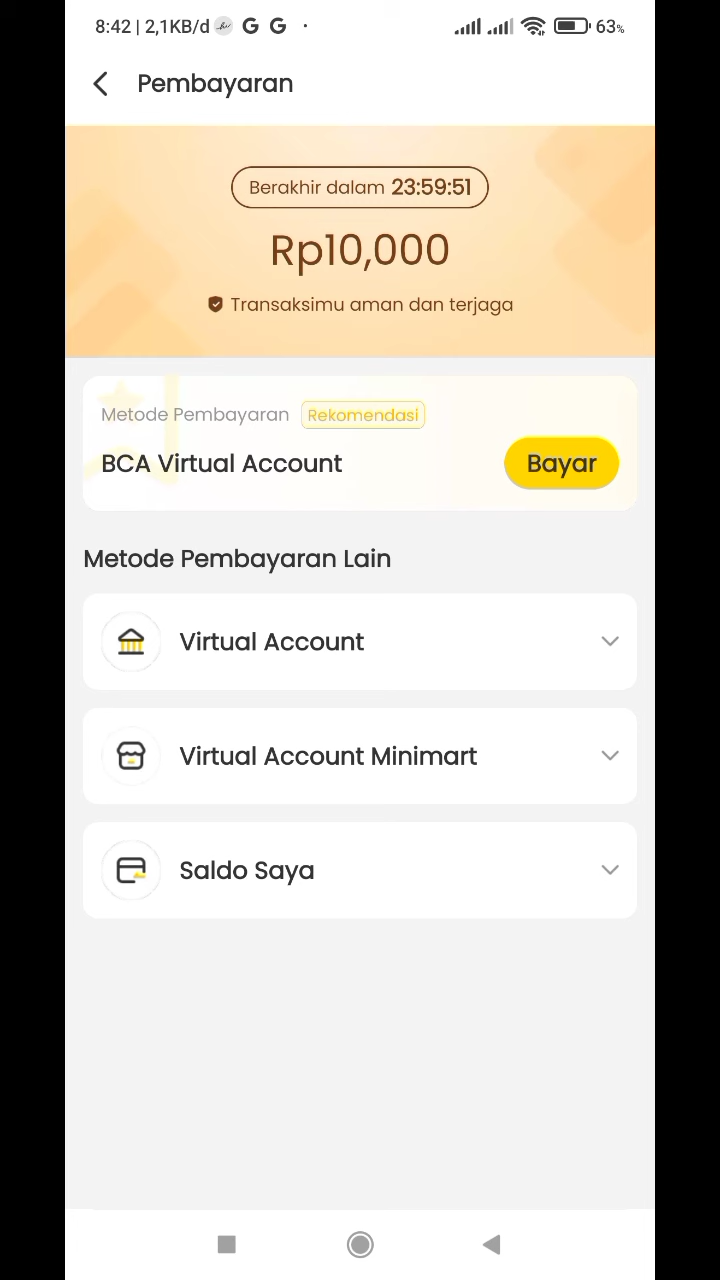 8:42 | 2,1KB/d G G · 63%
Pembayaran
Berakhir dalam 23:59:51
Rp10,000
Transaksimu aman dan terjaga
Metode Pembayaran Rekomendasi
BCA Virtual Account Bayar
Metode Pembayaran Lain
Virtual Account
Virtual Account Minimart
Saldo Saya